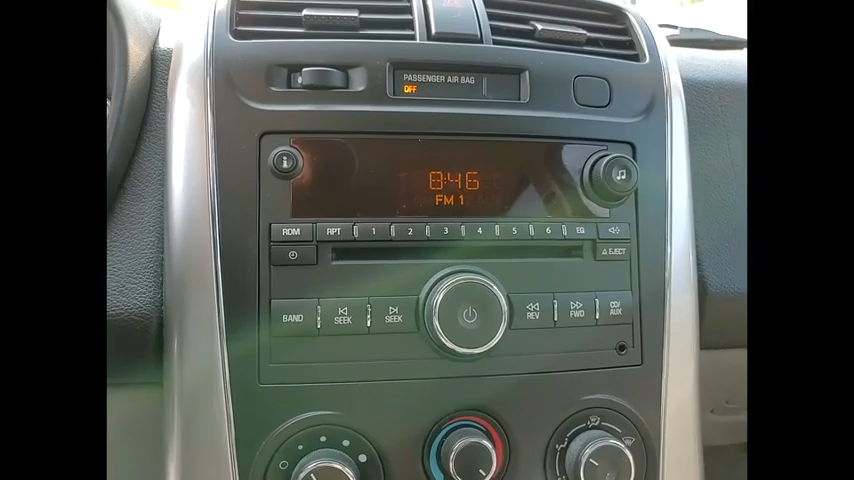 PASSENGER AIR BAG
OFF
8:46
FM 1
RDM RPT 1 2 3 4 5 6 EQ
EJECT
BAND SEEK SEEK REV FWD CD/AUX